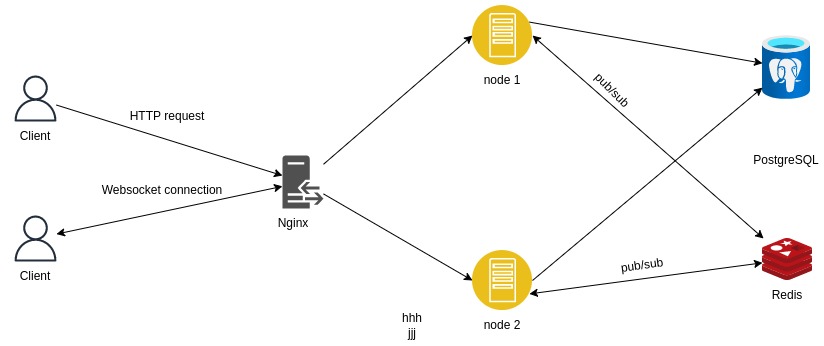 node 1
pub/sub
HTTP request
Client
PostgreSQL
Websocket connection
Nginx
Client
pub/sub
Redis
hhh
jjj
node 2